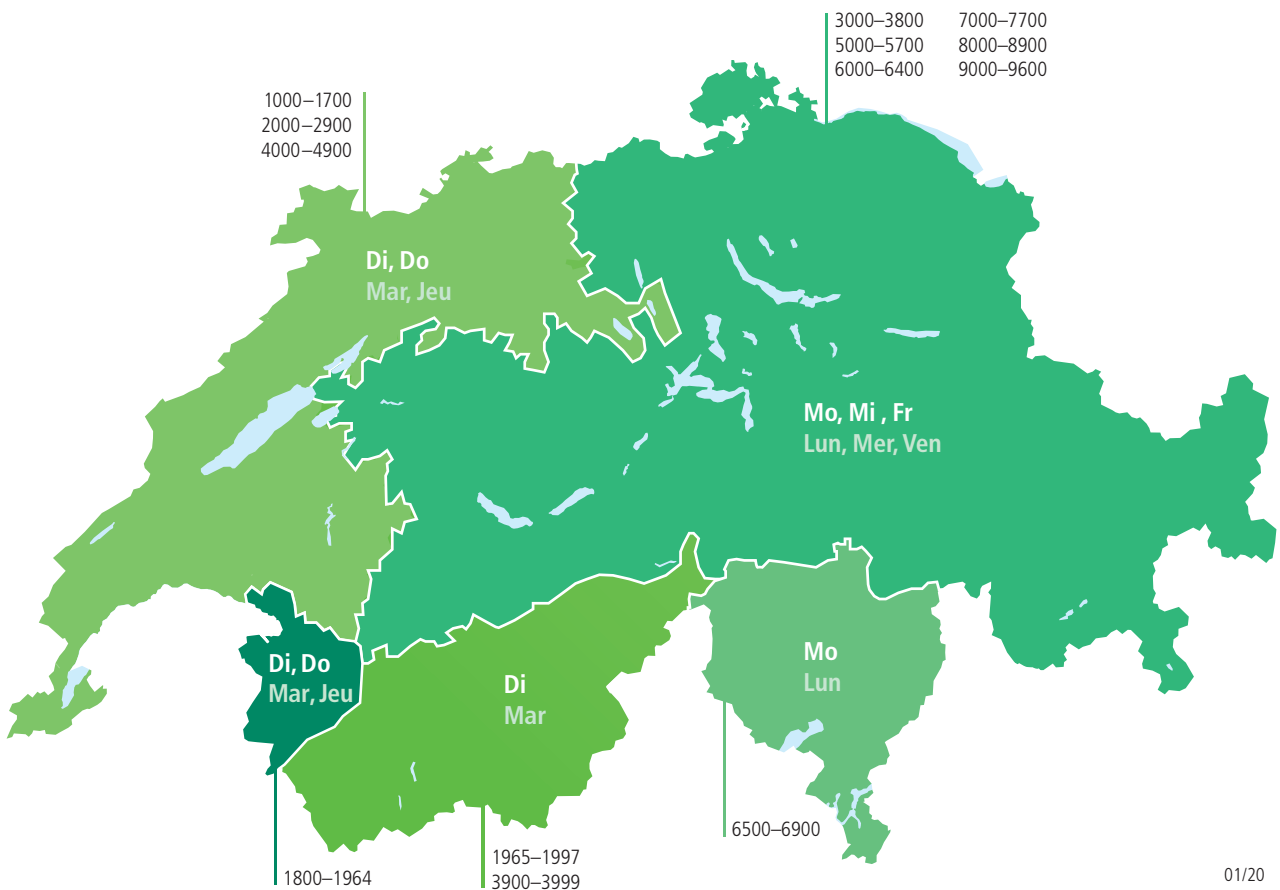 3000–3800 7000–7700
5000–5700 8000–8900
6000–6400 9000–9600
1000–1700
2000–2900
4000–4900
Di, Do
Mar, Jeu
Mo, Mi , Fr
Lun, Mer, Ven
Di, Do
Mar, Jeu
Di
Mar
Mo
Lun
6500–6900
1800–1964
1965–1997
3900–3999
01/20